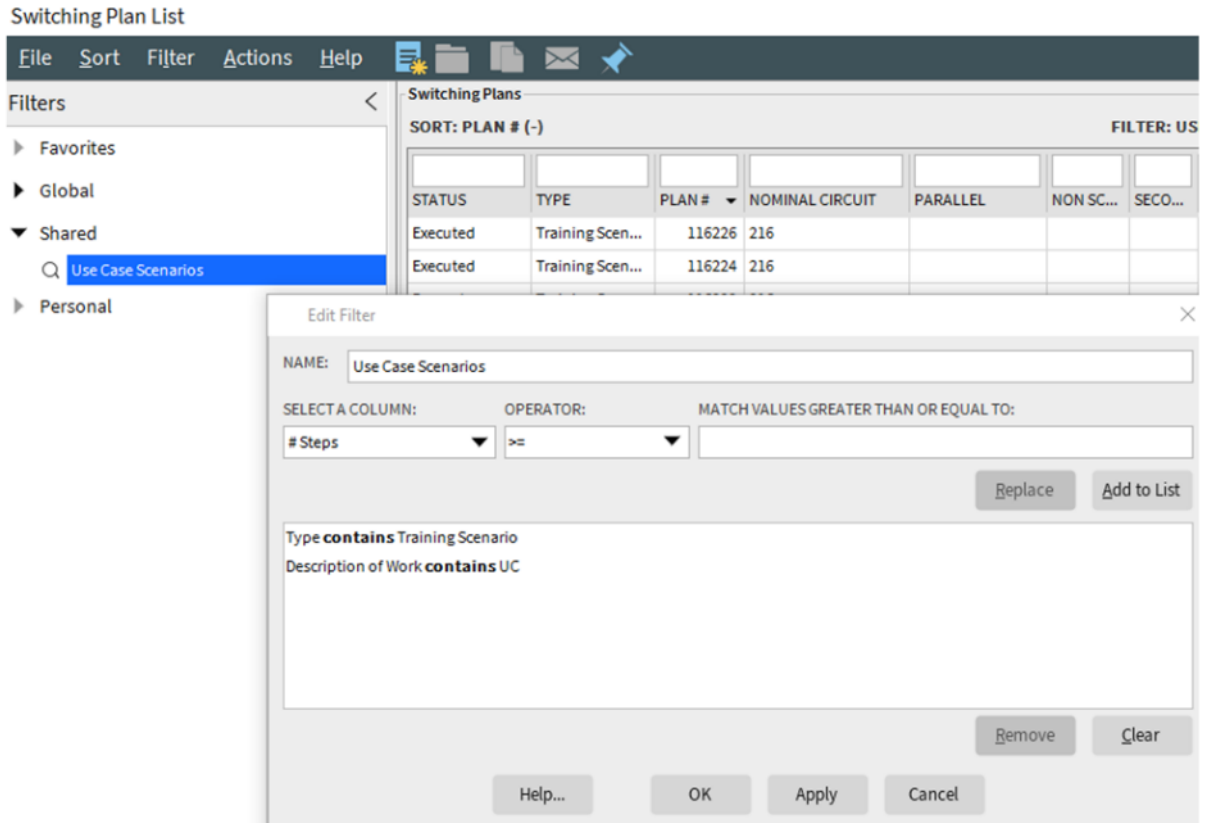 Switching Plan List
File Sort Filter Actions Help
Filters
Favorites
Global
Shared
Use Case Scenarios
Personal
Switching Plans
SORT: PLAN # (-) FILTER: US
STATUS TYPE PLAN # NOMINAL CIRCUIT PARALLEL NON SC... SECO...
Executed Training Scen... 116226 216
Executed Training Scen... 116224 216
Edit Filter
NAME: Use Case Scenarios
SELECT A COLUMN: OPERATOR: MATCH VALUES GREATER THAN OR EQUAL TO:
# Steps >=
Replace Add to List
Type contains Training Scenario
Description of Work contains UC
Remove Clear
Help... OK Apply Cancel